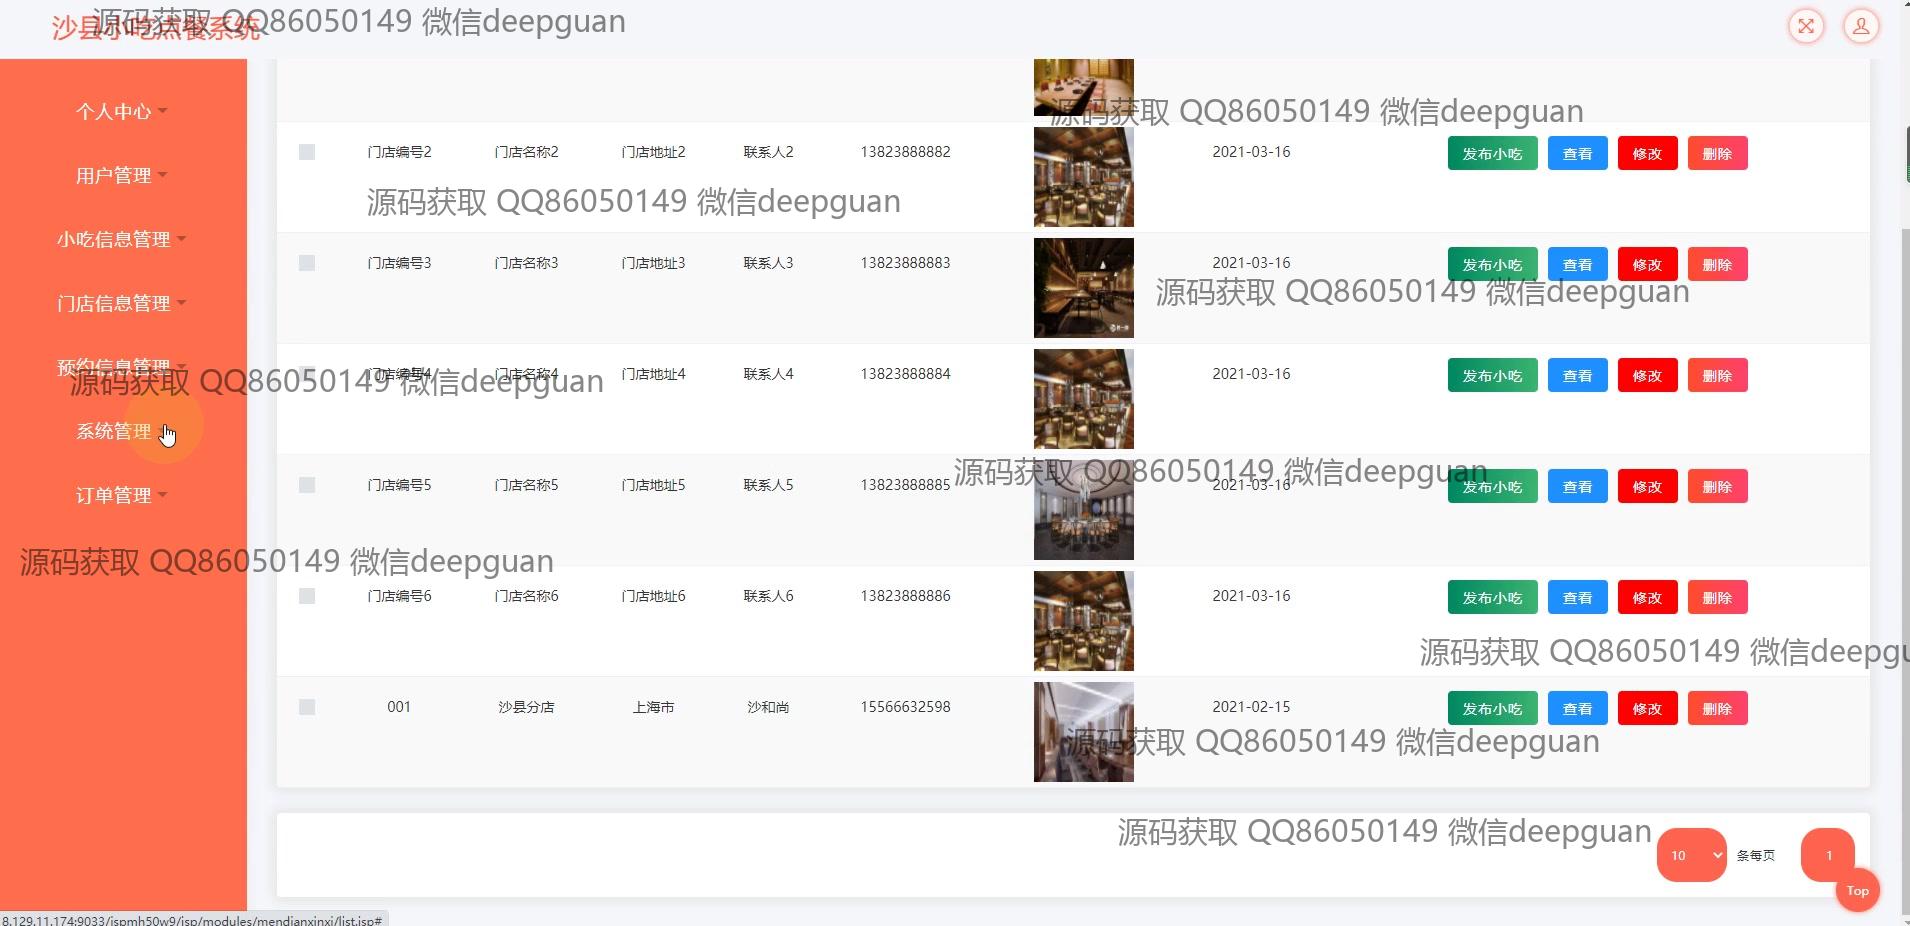 沙县小吃点餐系统
源码获取 QQ86050149 微信deepguan
个人中心
用户管理
小吃信息管理
门店信息管理
预约信息管理
系统管理
订单管理
源码获取 QQ86050149 微信deepguan
门店编号2 门店名称2 门店地址2 联系人2 13823888882 2021-03-16 发布小吃 查看 修改 删除
源码获取 QQ86050149 微信deepguan
门店编号3 门店名称3 门店地址3 联系人3 13823888883 2021-03-16 发布小吃 查看 修改 删除
源码获取 QQ86050149 微信deepguan
门店编号4 门店名称4 门店地址4 联系人4 13823888884 2021-03-16 发布小吃 查看 修改 删除
源码获取 QQ86050149 微信deepguan
源码获取 QQ86050149 微信deepguan
门店编号5 门店名称5 门店地址5 联系人5 13823888885 2021-03-16 发布小吃 查看 修改 删除
源码获取 QQ86050149 微信deepguan
门店编号6 门店名称6 门店地址6 联系人6 13823888886 2021-03-16 发布小吃 查看 修改 删除
源码获取 QQ86050149 微信deepgu
001 沙县分店 上海市 沙和尚 15566632598 2021-02-15 发布小吃 查看 修改 删除
源码获取 QQ86050149 微信deepguan
源码获取 QQ86050149 微信deepguan
10 条每页 1
Top
8.129.11.174:9033/jspmh50w9/jsp/modules/mendianxinxi/list.jsp#